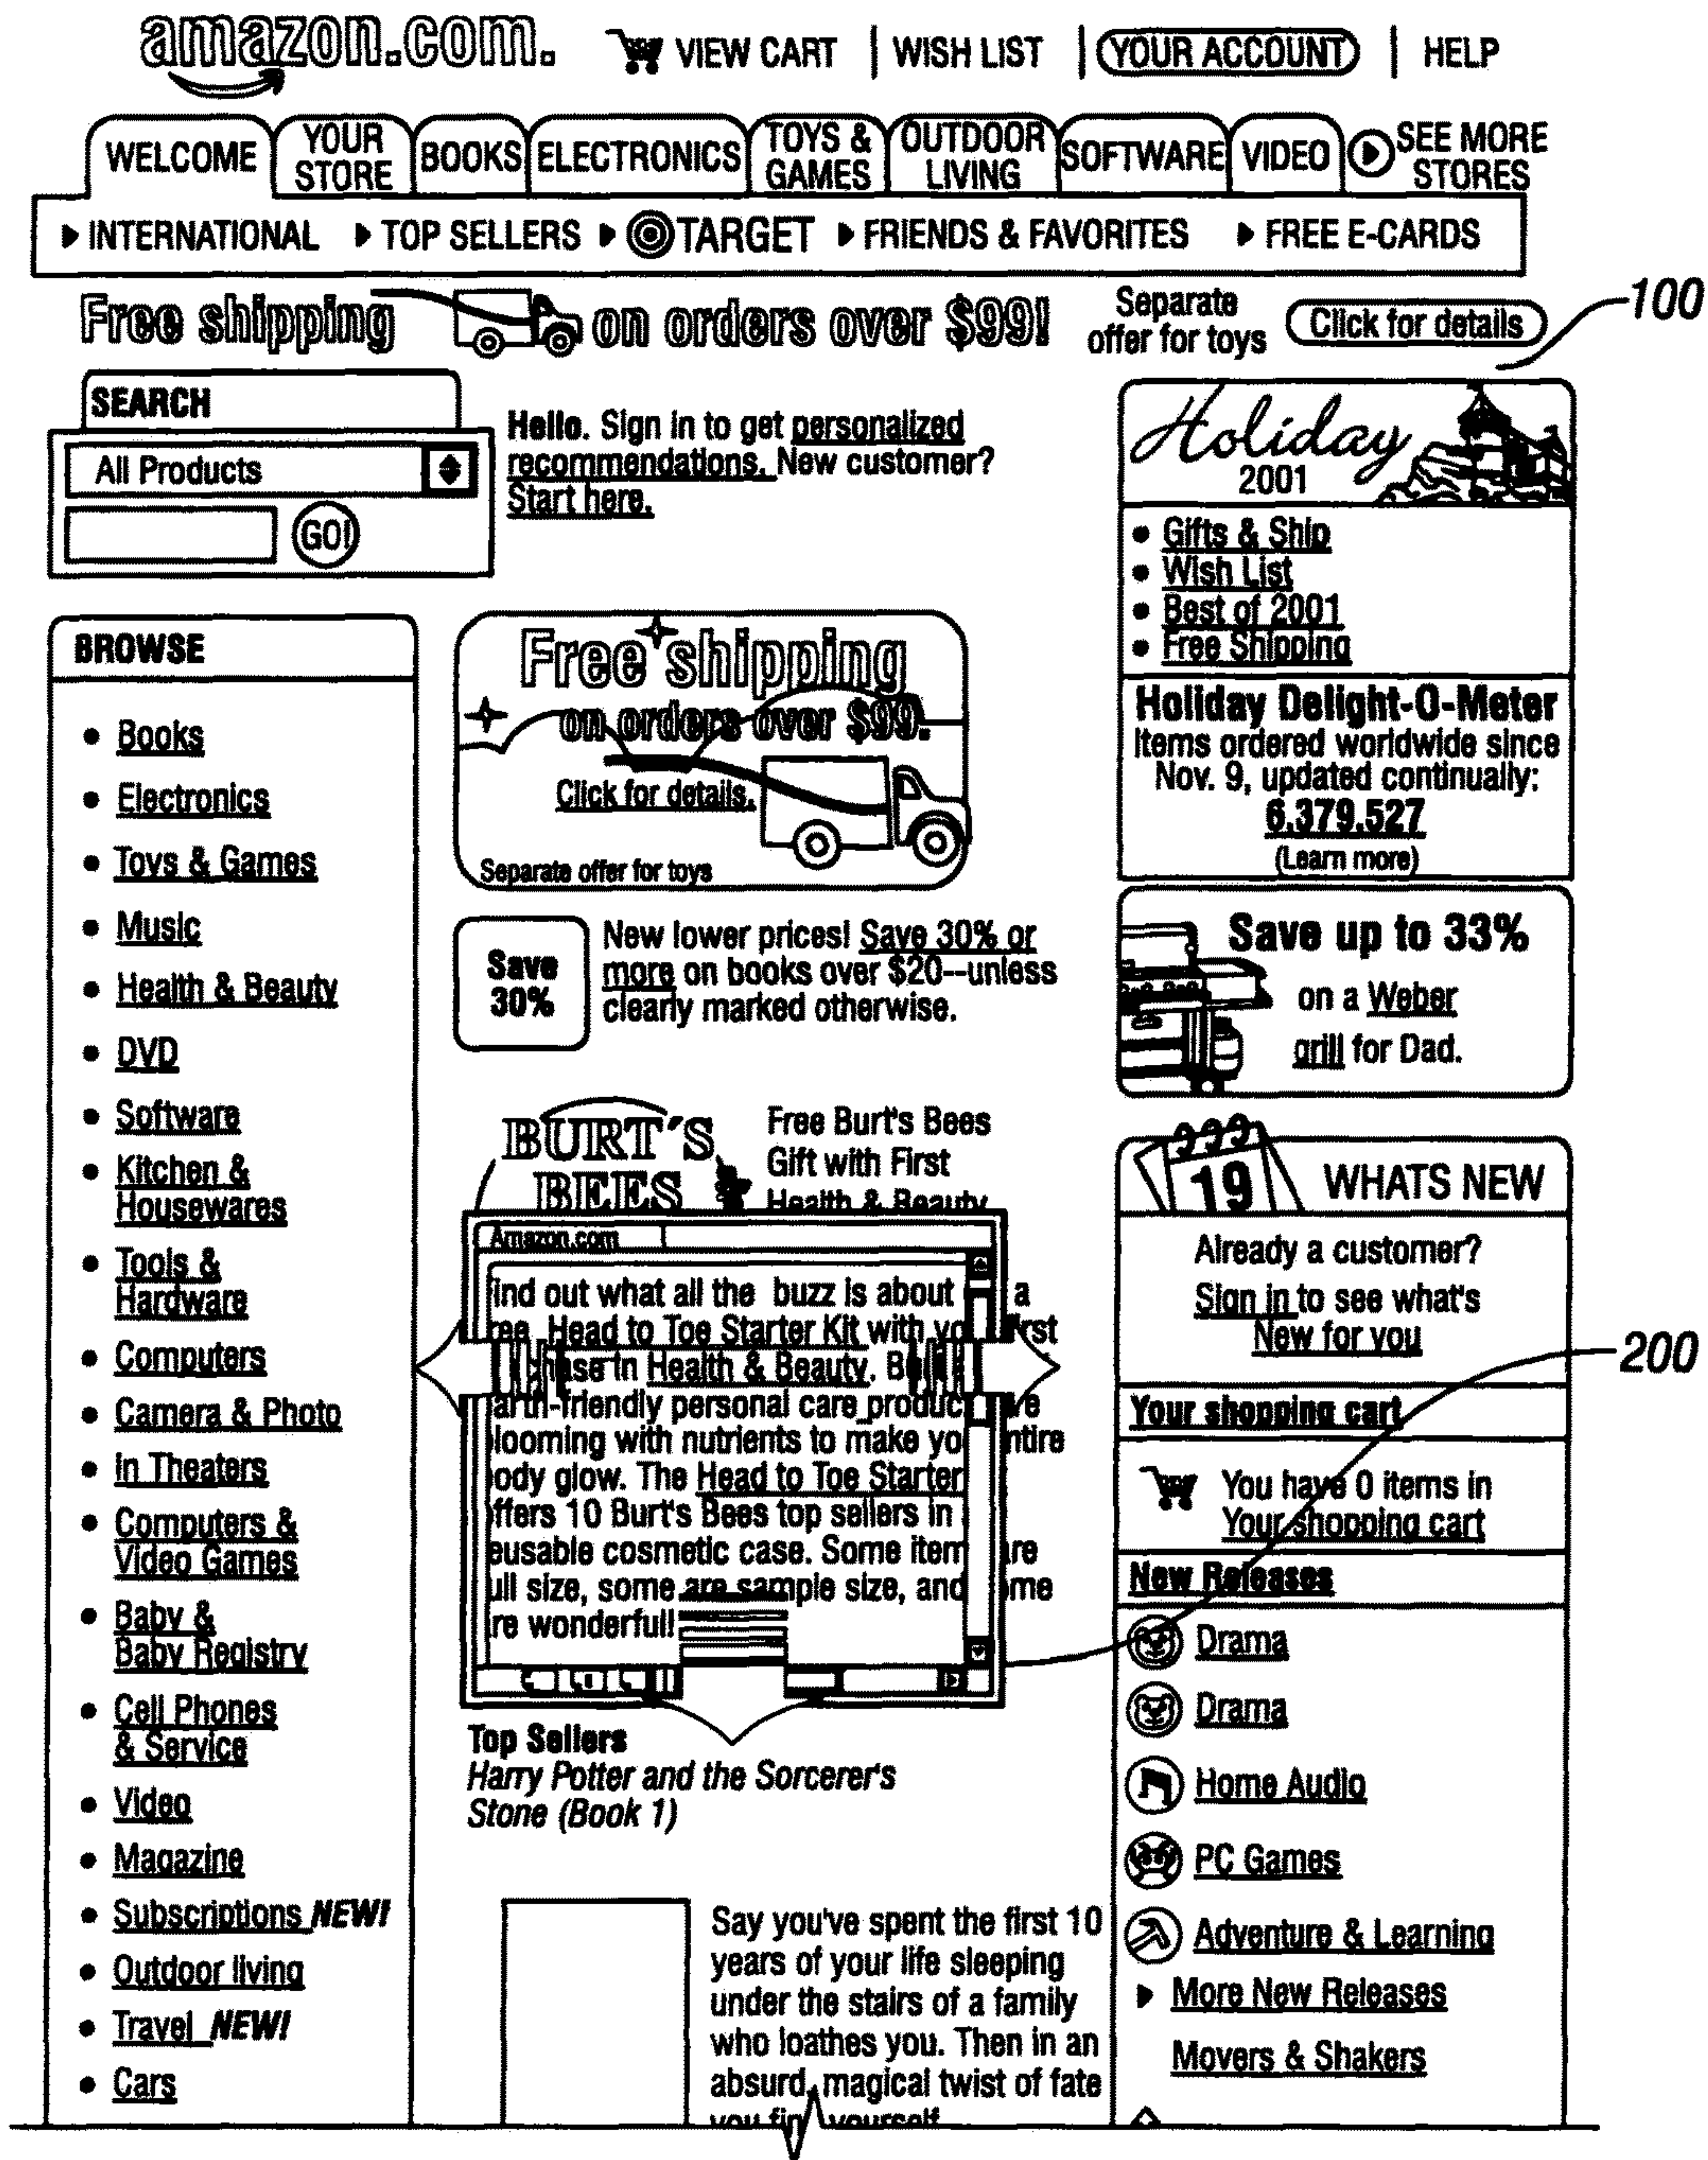 amazon.com.
VIEW CART | WISH LIST | YOUR ACCOUNT | HELP
WELCOME
YOUR STORE
BOOKS
ELECTRONICS
TOYS & GAMES
OUTDOOR LIVING
SOFTWARE
VIDEO
SEE MORE STORES
INTERNATIONAL TOP SELLERS TARGET FRIENDS & FAVORITES FREE E-CARDS
Free shipping on orders over $99!
Separate
offer for toys
Click for details
100
SEARCH
All Products
GO!
Hello. Sign in to get personalized
recommendations. New customer?
Start here.
BROWSE
Books
Electronics
Toys & Games
Music
Health & Beauty
DVD
Software
Kitchen &
Housewares
Tools &
Hardware
Computers
Camera & Photo
In Theaters
Computers &
Video Games
Baby &
Baby Registry
Cell Phones
& Service
Video
Magazine
Subscriptions NEW!
Outdoor living
Travel NEW!
Cars
Free shipping
on orders over $99.
Click for details.
Separate offer for toys
Save
30%
New lower prices! Save 30% or
more on books over $20--unless
clearly marked otherwise.
BURT'S
BEES
Free Burt's Bees
Gift with First
Health & Beauty
Amazon.com
ind out what all the buzz is about a
ree Head to Toe Starter Kit with yo irst
hase in Health & Beauty. B
arth-friendly personal care produc ve
looming with nutrients to make yo ntire
ody glow. The Head to Toe Starter
ffers 10 Burt's Bees top sellers in
eusable cosmetic case. Some item are
ull size, some are sample size, and ome
re wonderful!
200
Top Sellers
Harry Potter and the Sorcerer's
Stone (Book 1)
Say you've spent the first 10
years of your life sleeping
under the stairs of a family
who loathes you. Then in an
absurd, magical twist of fate
you find yourself
Holiday
2001
Gifts & Ship
Wish List
Best of 2001
Free Shipping
Holiday Delight-O-Meter
Items ordered worldwide since
Nov. 9, updated continually:
6,379,527
(Learn more)
Save up to 33%
on a Weber
grill for Dad.
19
WHATS NEW
Already a customer?
Sign in to see what's
New for you
Your shopping cart
You have 0 items in
Your shopping cart
New Releases
Drama
Drama
Home Audio
PC Games
Adventure & Learning
More New Releases
Movers & Shakers